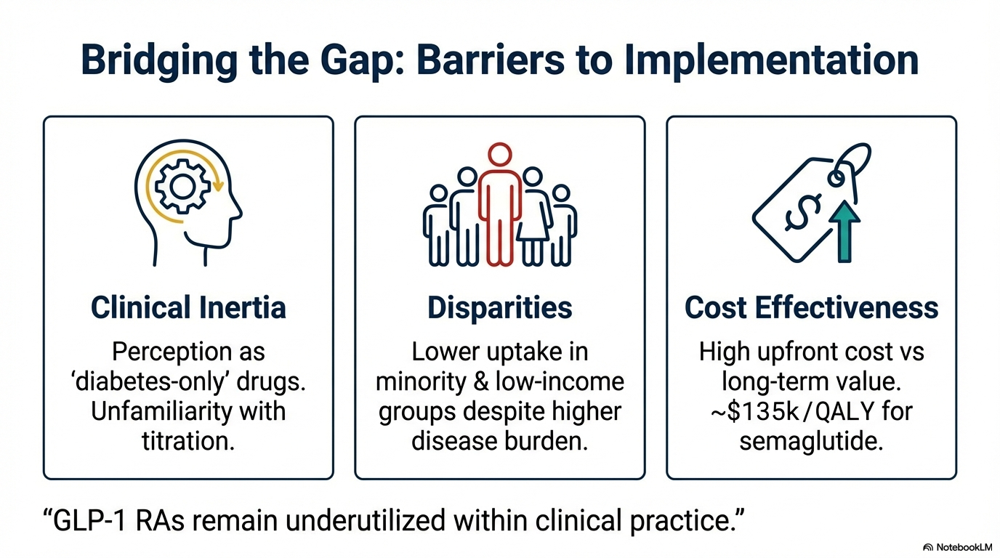 Bridging the Gap: Barriers to Implementation
$
Clinical Inertia
Perception as
‘diabetes-only’ drugs.
Unfamiliarity with
titration.
Disparities
Lower uptake in
minority & low-income
groups despite higher
disease burden.
Cost Effectiveness
High upfront cost vs
long-term value.
~$135k/QALY for
semaglutide.
“GLP-1 RAs remain underutilized within clinical practice.”
NotebookLM